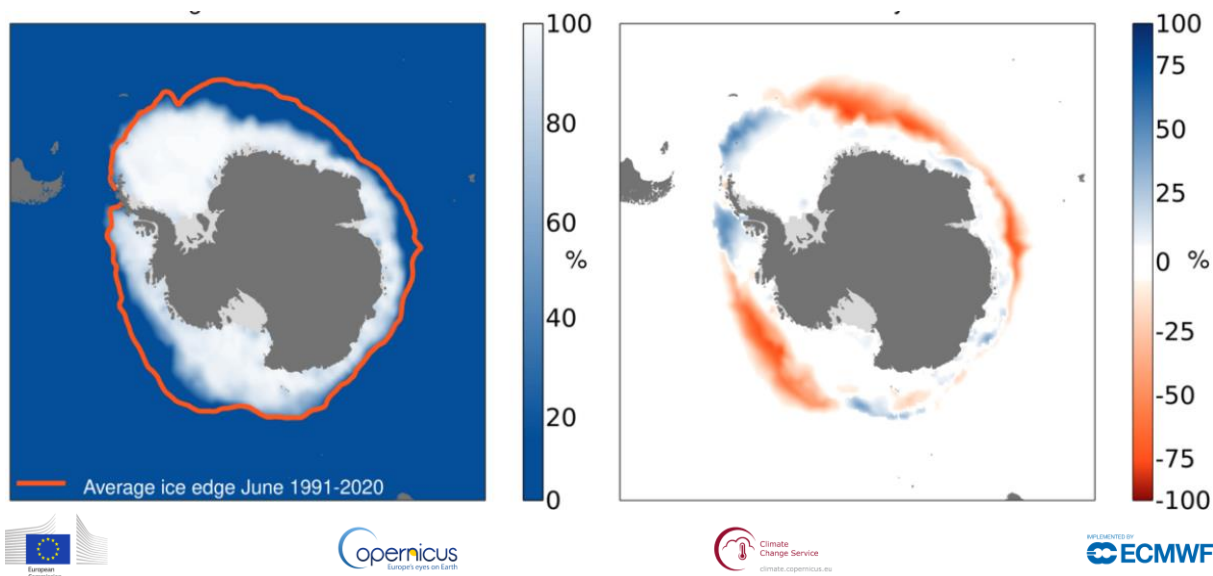 100
80
60
%
40
20
0
Average ice edge June 1991-2020
100
75
50
25
0 %
-25
-50
-75
-100
European
opernicus
Europe's eyes on Earth
Climate
Change Service
climate.copernicus.eu
IMPLEMENTED BY
ECMWF